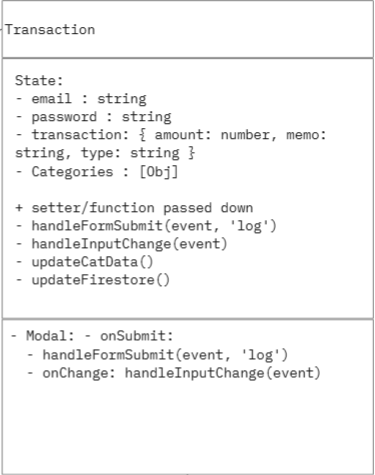 Transaction
State:
- email : string
- password : string
- transaction: { amount: number, memo:
string, type: string }
- Categories : [Obj]
+ setter/function passed down
- handleFormSubmit(event, 'log')
- handleInputChange(event)
- updateCatData()
- updateFirestore()
- Modal: - onSubmit:
- handleFormSubmit(event, 'log')
- onChange: handleInputChange(event)